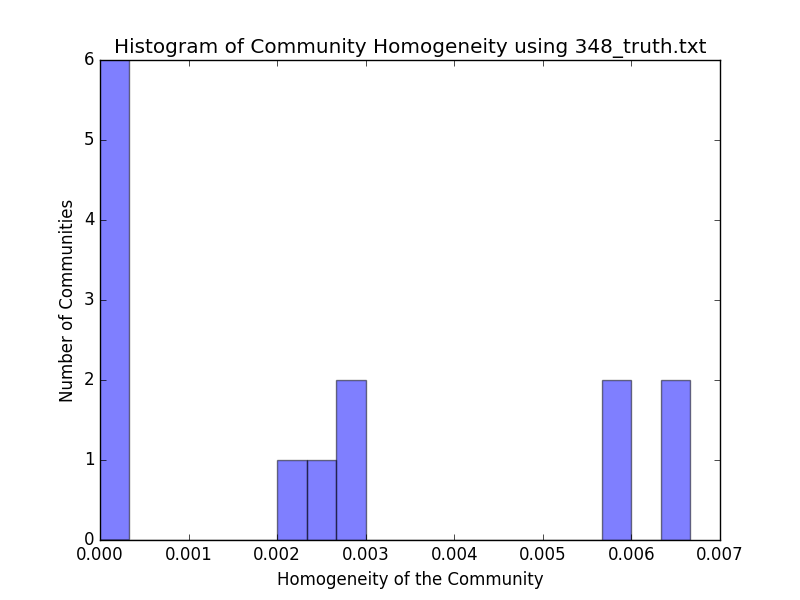 Histogram of Community Homogeneity using 348_truth.txt
6
5
4
3
2
1
0
Number of Communities
0.000 0.001 0.002 0.003 0.004 0.005 0.006 0.007
Homogeneity of the Community